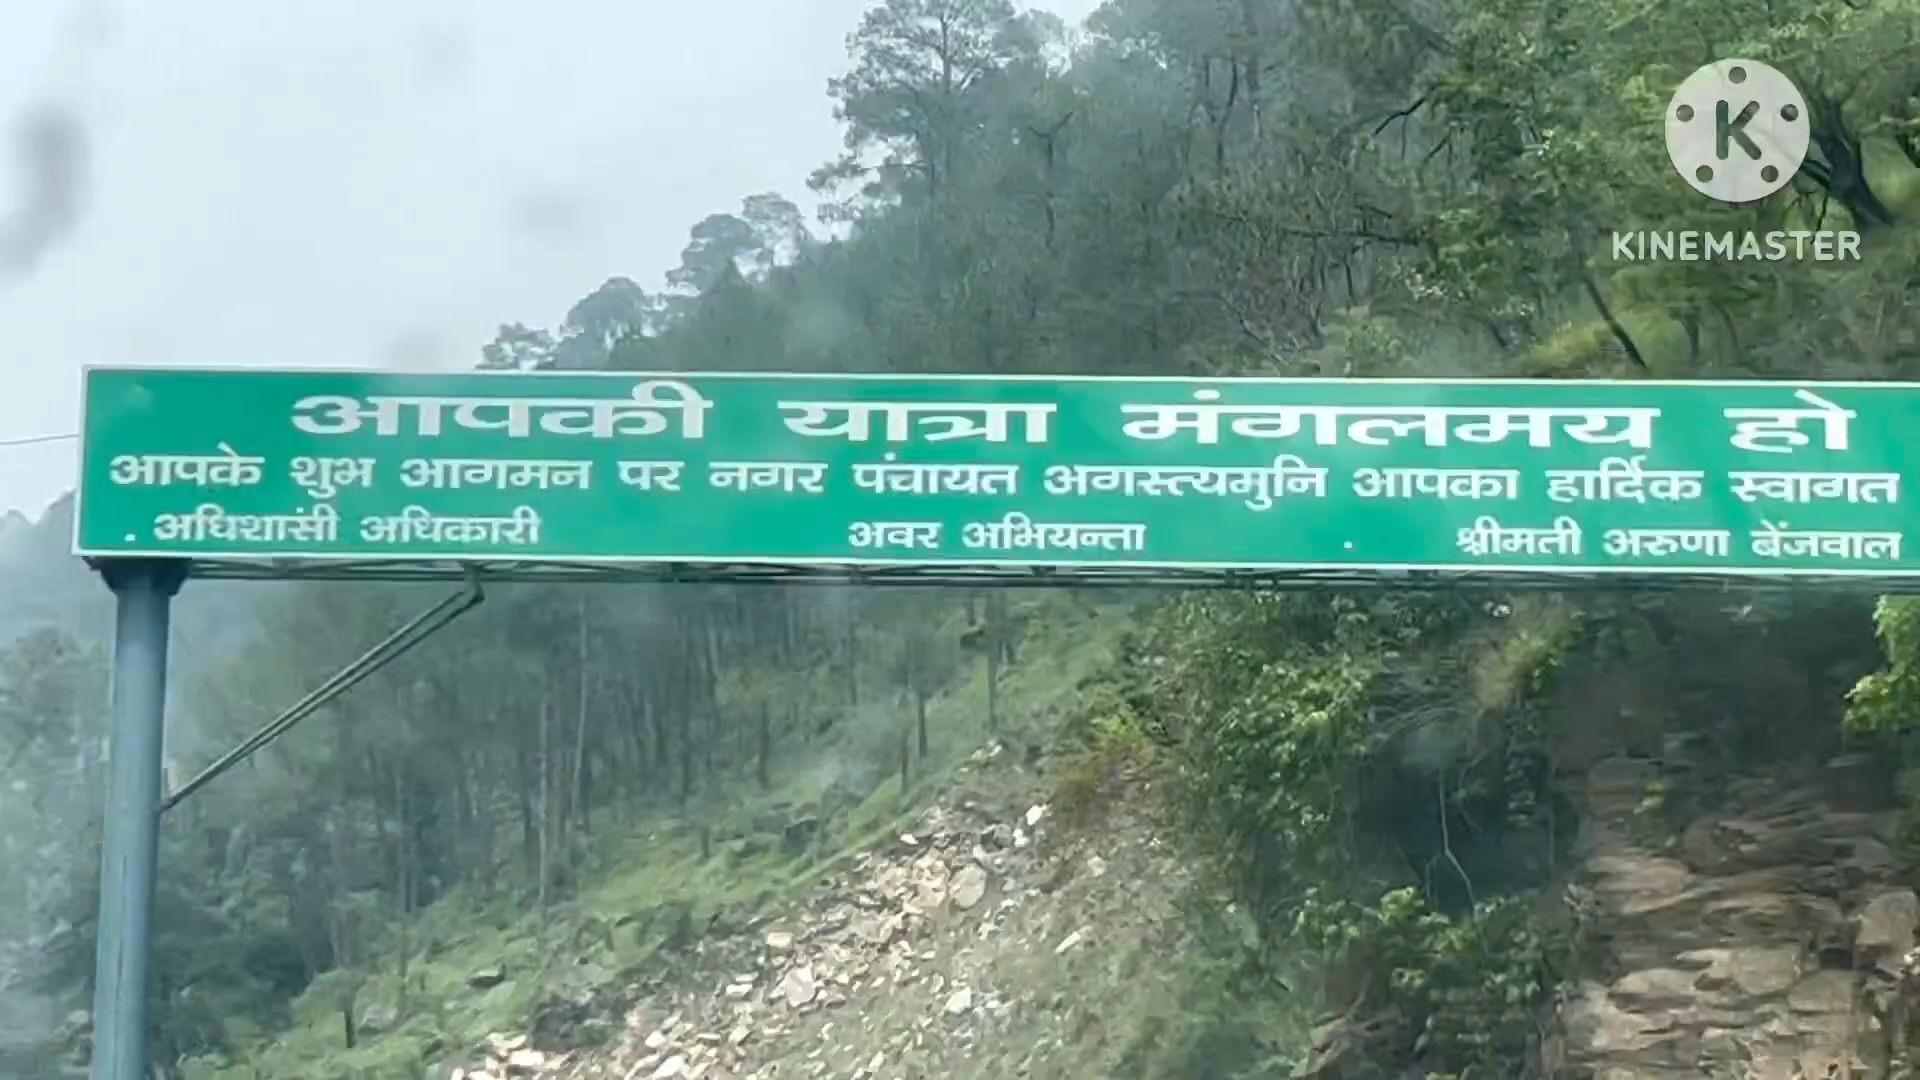 K
KINEMASTER
आपकी यात्रा मंगलमय हो
आपके शुभ आगमन पर नगर पंचायत अगस्त्यमुनि आपका हार्दिक स्वागत
. अधिशासी अधिकारी अवर अभियन्ता . श्रीमती अरुणा बेंजवाल